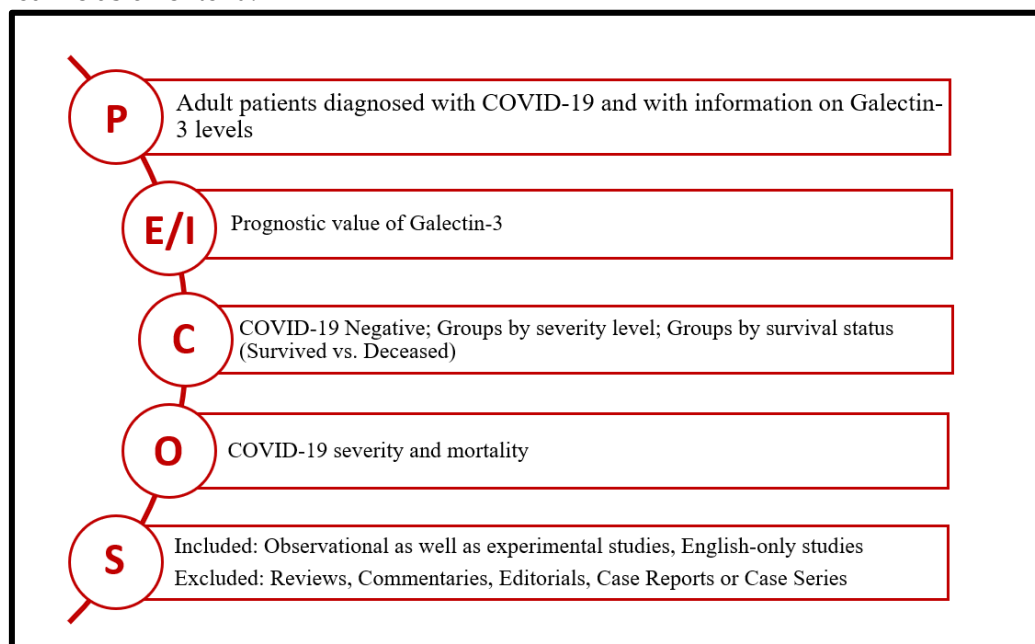 P
Adult patients diagnosed with COVID-19 and with information on Galectin-
3 levels
E/I
Prognostic value of Galectin-3
C
COVID-19 Negative; Groups by severity level; Groups by survival status
(Survived vs. Deceased)
O
COVID-19 severity and mortality
S
Included: Observational as well as experimental studies, English-only studies
Excluded: Reviews, Commentaries, Editorials, Case Reports or Case Series